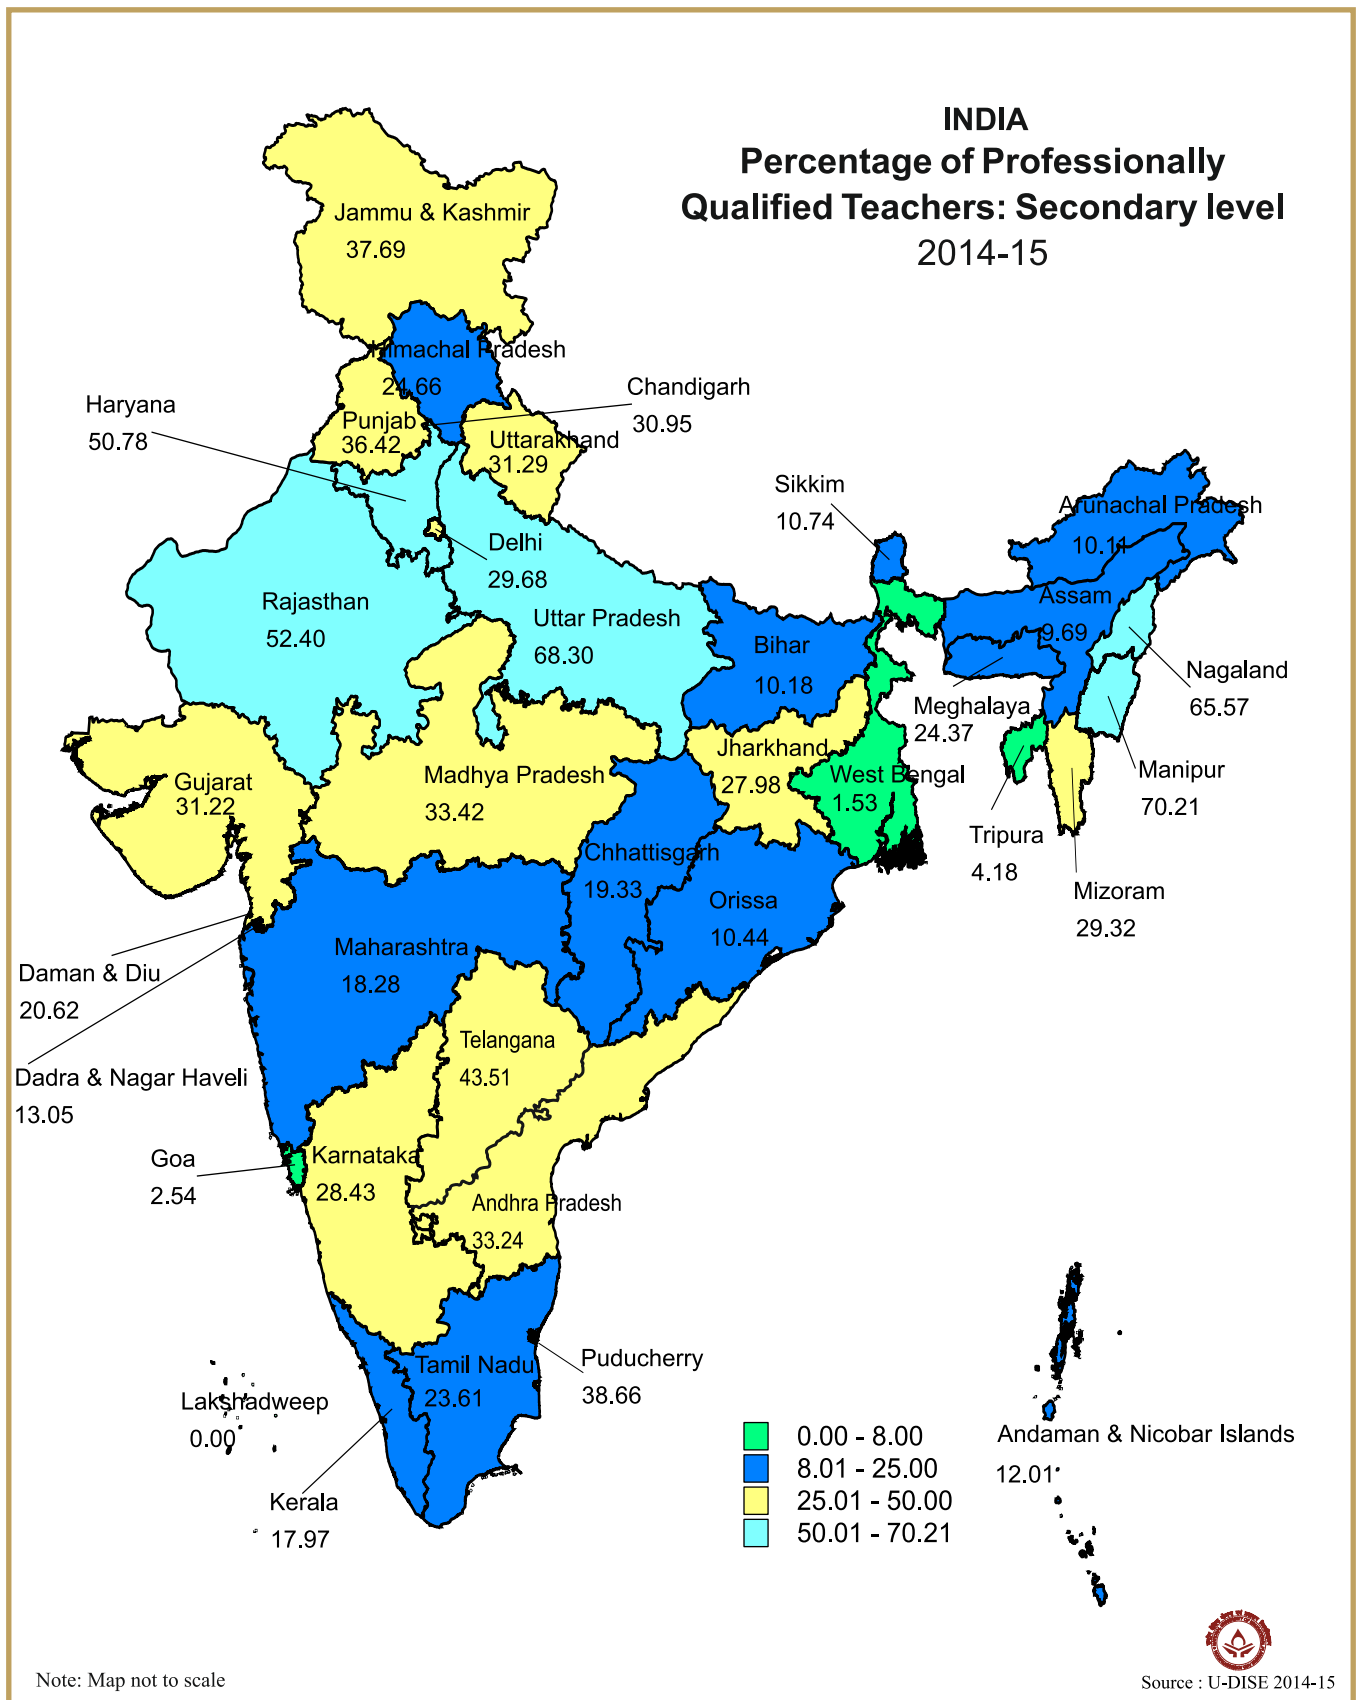 INDIA
Percentage of Professionally
Qualified Teachers: Secondary level
2014-15
Jammu & Kashmir
37.69
Himachal Pradesh
24.66
Haryana
50.78
Chandigarh
30.95
Punjab
36.42
Uttarakhand
31.29
Sikkim
10.74
Arunachal Pradesh
10.11
Delhi
29.68
Rajasthan
52.40
Uttar Pradesh
68.30
Bihar
10.18
Assam
9.69
Nagaland
65.57
Meghalaya
24.37
Jharkhand
27.98
West Bengal
1.53
Manipur
70.21
Gujarat
31.22
Madhya Pradesh
33.42
Tripura
4.18
Mizoram
29.32
Chhattisgarh
19.33
Orissa
10.44
Maharashtra
18.28
Daman & Diu
20.62
Telangana
43.51
Dadra & Nagar Haveli
13.05
Goa
2.54
Karnataka
28.43
Andhra Pradesh
33.24
Puducherry
38.66
Tamil Nadu
23.61
Lakshadweep
0.00
Kerala
17.97
Andaman & Nicobar Islands
12.01
0.00 - 8.00
8.01 - 25.00
25.01 - 50.00
50.01 - 70.21
Note: Map not to scale
Source : U-DISE 2014-15